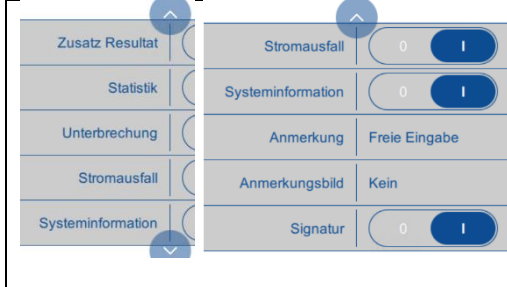 Zusatz Resultat
Statistik
Unterbrechung
Stromausfall
Systeminformation
Stromausfall 0 I
Systeminformation 0 I
Anmerkung Freie Eingabe
Anmerkungsbild Kein
Signatur 0 I